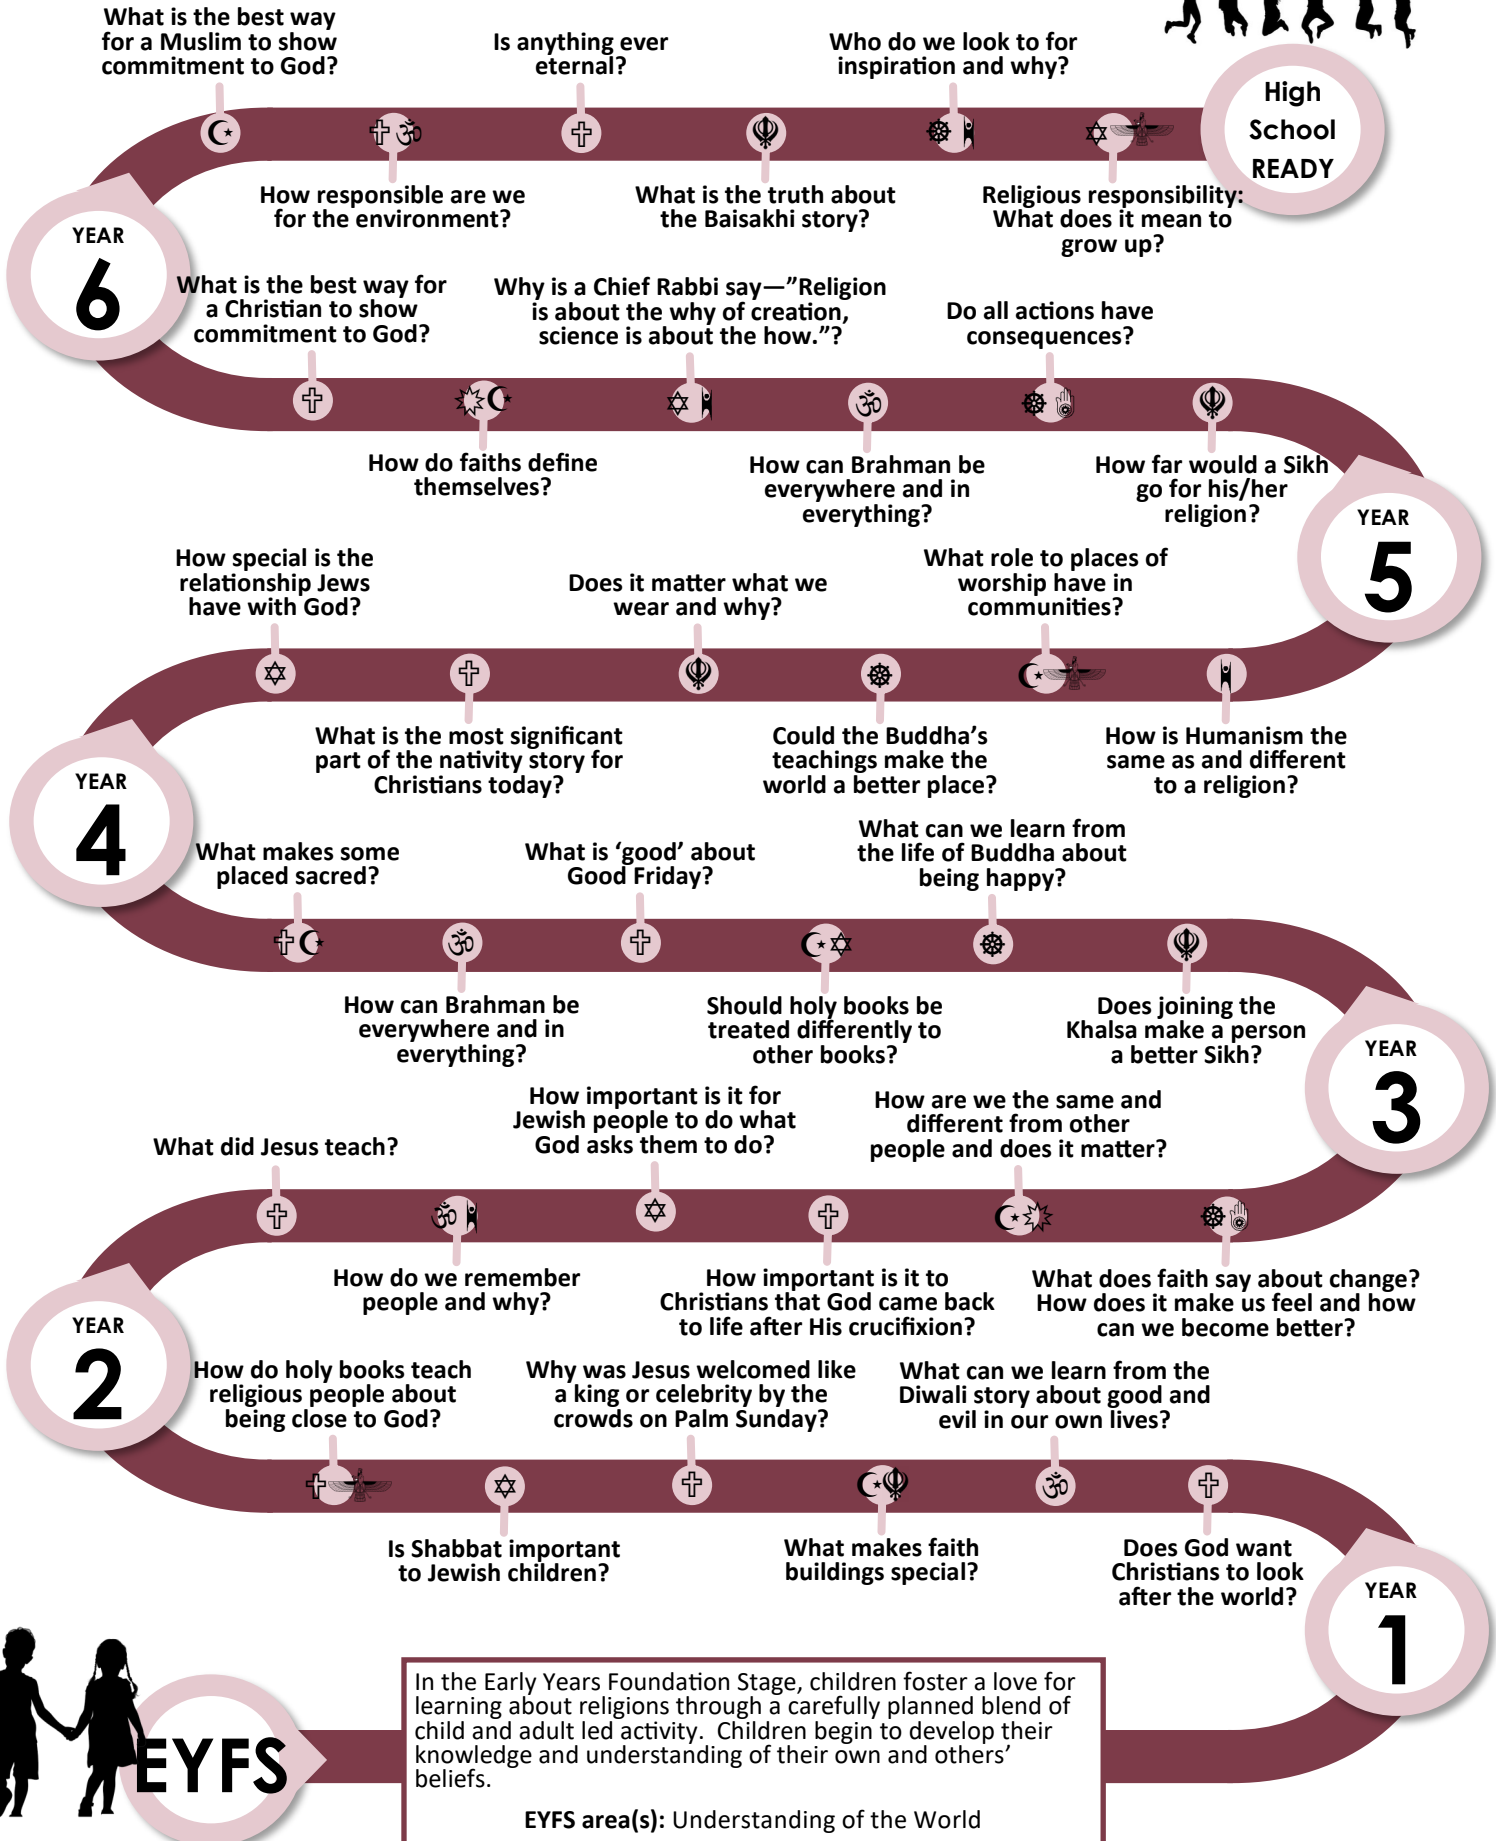 What is the best way
for a Muslim to show
commitment to God?
Is anything ever
eternal?
Who do we look to for
inspiration and why?
High
School
READY
How responsible are we
for the environment?
What is the truth about
the Baisakhi story?
Religious responsibility:
What does it mean to
grow up?
YEAR
6
What is the best way for
a Christian to show
commitment to God?
Why is a Chief Rabbi say—”Religion
is about the why of creation,
science is about the how.”?
Do all actions have
consequences?
How do faiths define
themselves?
How can Brahman be
everywhere and in
everything?
How far would a Sikh
go for his/her
religion?
YEAR
5
How special is the
relationship Jews
have with God?
Does it matter what we
wear and why?
What role to places of
worship have in
communities?
What is the most significant
part of the nativity story for
Christians today?
Could the Buddha’s
teachings make the
world a better place?
How is Humanism the
same as and different
to a religion?
YEAR
4
What makes some
placed sacred?
What is ‘good’ about
Good Friday?
What can we learn from
the life of Buddha about
being happy?
How can Brahman be
everywhere and in
everything?
Should holy books be
treated differently to
other books?
Does joining the
Khalsa make a person
a better Sikh?
YEAR
3
What did Jesus teach?
How important is it for
Jewish people to do what
God asks them to do?
How are we the same and
different from other
people and does it matter?
How do we remember
people and why?
How important is it to
Christians that God came back
to life after His crucifixion?
What does faith say about change?
How does it make us feel and how
can we become better?
YEAR
2
How do holy books teach
religious people about
being close to God?
Why was Jesus welcomed like
a king or celebrity by the
crowds on Palm Sunday?
What can we learn from the
Diwali story about good and
evil in our own lives?
Is Shabbat important
to Jewish children?
What makes faith
buildings special?
Does God want
Christians to look
after the world?
YEAR
1
EYFS
In the Early Years Foundation Stage, children foster a love for
learning about religions through a carefully planned blend of
child and adult led activity.  Children begin to develop their
knowledge and understanding of their own and others’
beliefs.
EYFS area(s): Understanding of the World